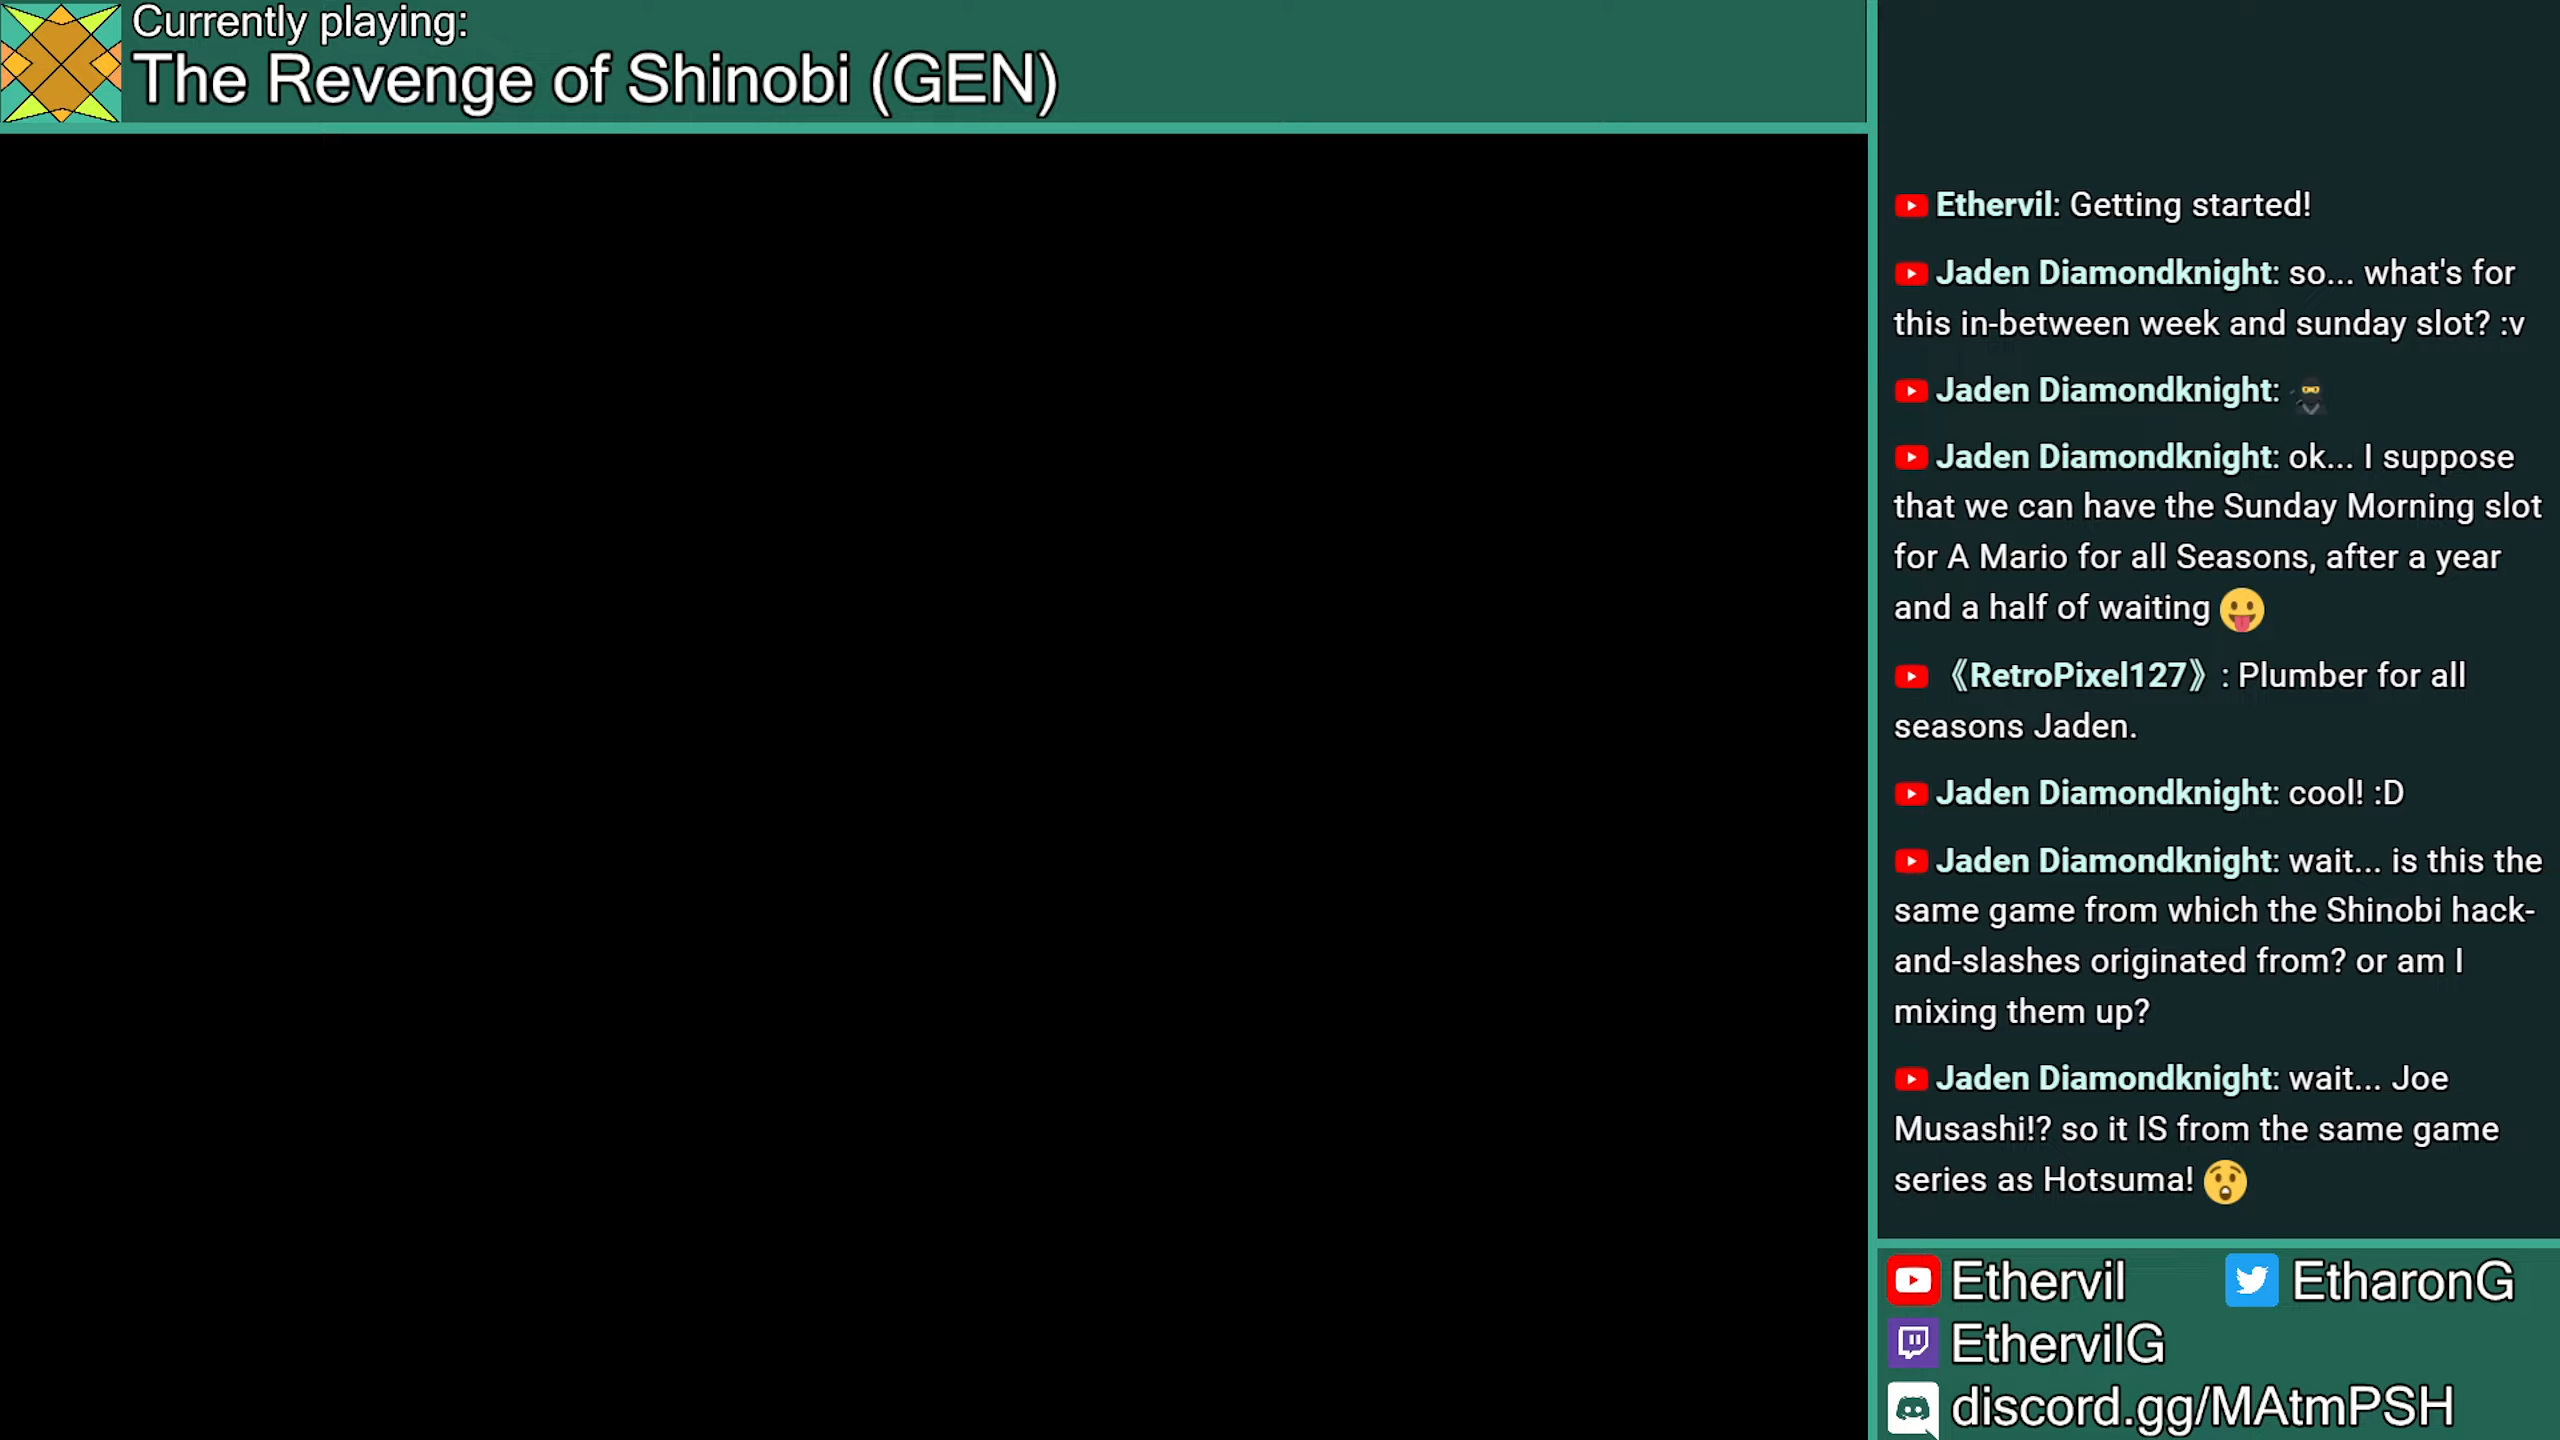 Currently playing:
The Revenge of Shinobi (GEN)
Ethervil: Getting started!
Jaden Diamondknight: so... what's for
this in-between week and sunday slot? :v
Jaden Diamondknight:
Jaden Diamondknight: ok... I suppose
that we can have the Sunday Morning slot
for A Mario for all Seasons, after a year
and a half of waiting 😛
《RetroPixel127》: Plumber for all
seasons Jaden.
Jaden Diamondknight: cool! :D
Jaden Diamondknight: wait... is this the
same game from which the Shinobi hack-
and-slashes originated from? or am I
mixing them up?
Jaden Diamondknight: wait... Joe
Musashi!? so it IS from the same game
series as Hotsuma! 😲
Ethervil
EtharonG
EthervilG
discord.gg/MAtmPSH